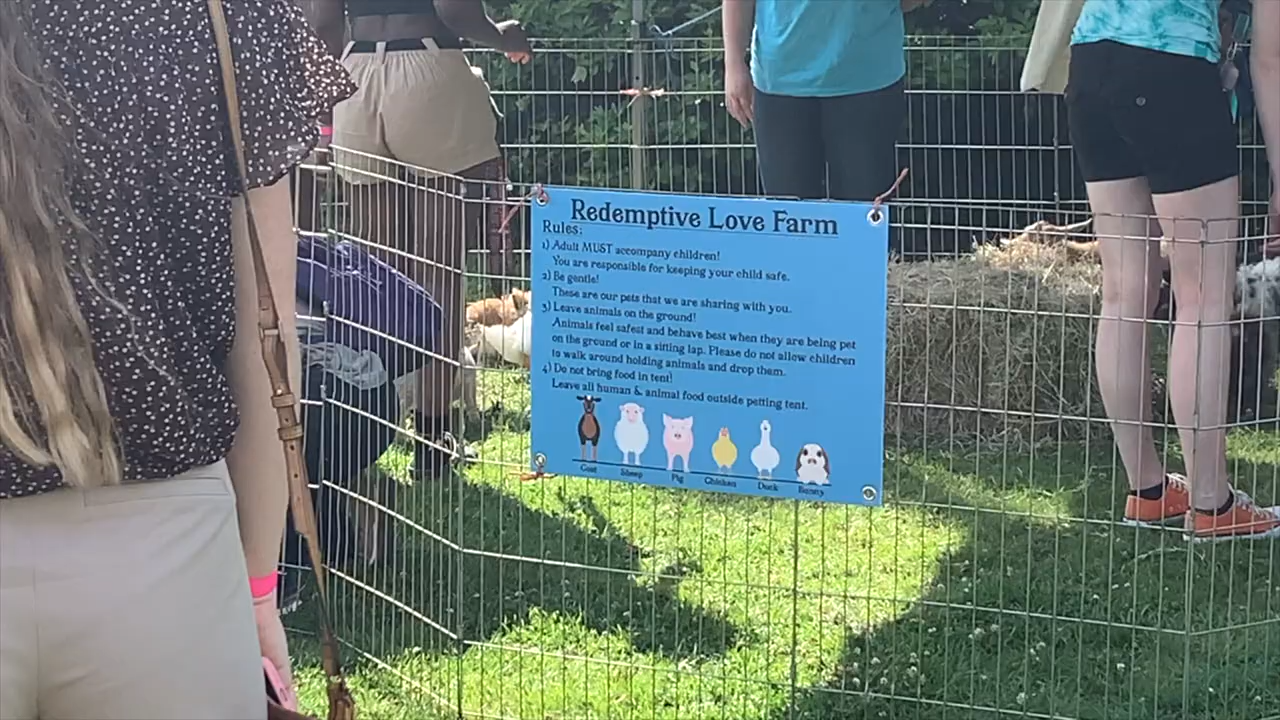 Redemptive Love Farm
Rules:
1) Adult MUST accompany children!
You are responsible for keeping your child safe.
2) Be gentle!
These are our pets that we are sharing with you.
3) Leave animals on the ground!
Animals feel safest and behave best when they are being pet
on the ground or in a sitting lap. Please do not allow children
to walk around holding animals and drop them.
4) Do not bring food in tent!
Leave all human & animal food outside petting tent.
Goat Sheep Pig Chicken Duck Bunny